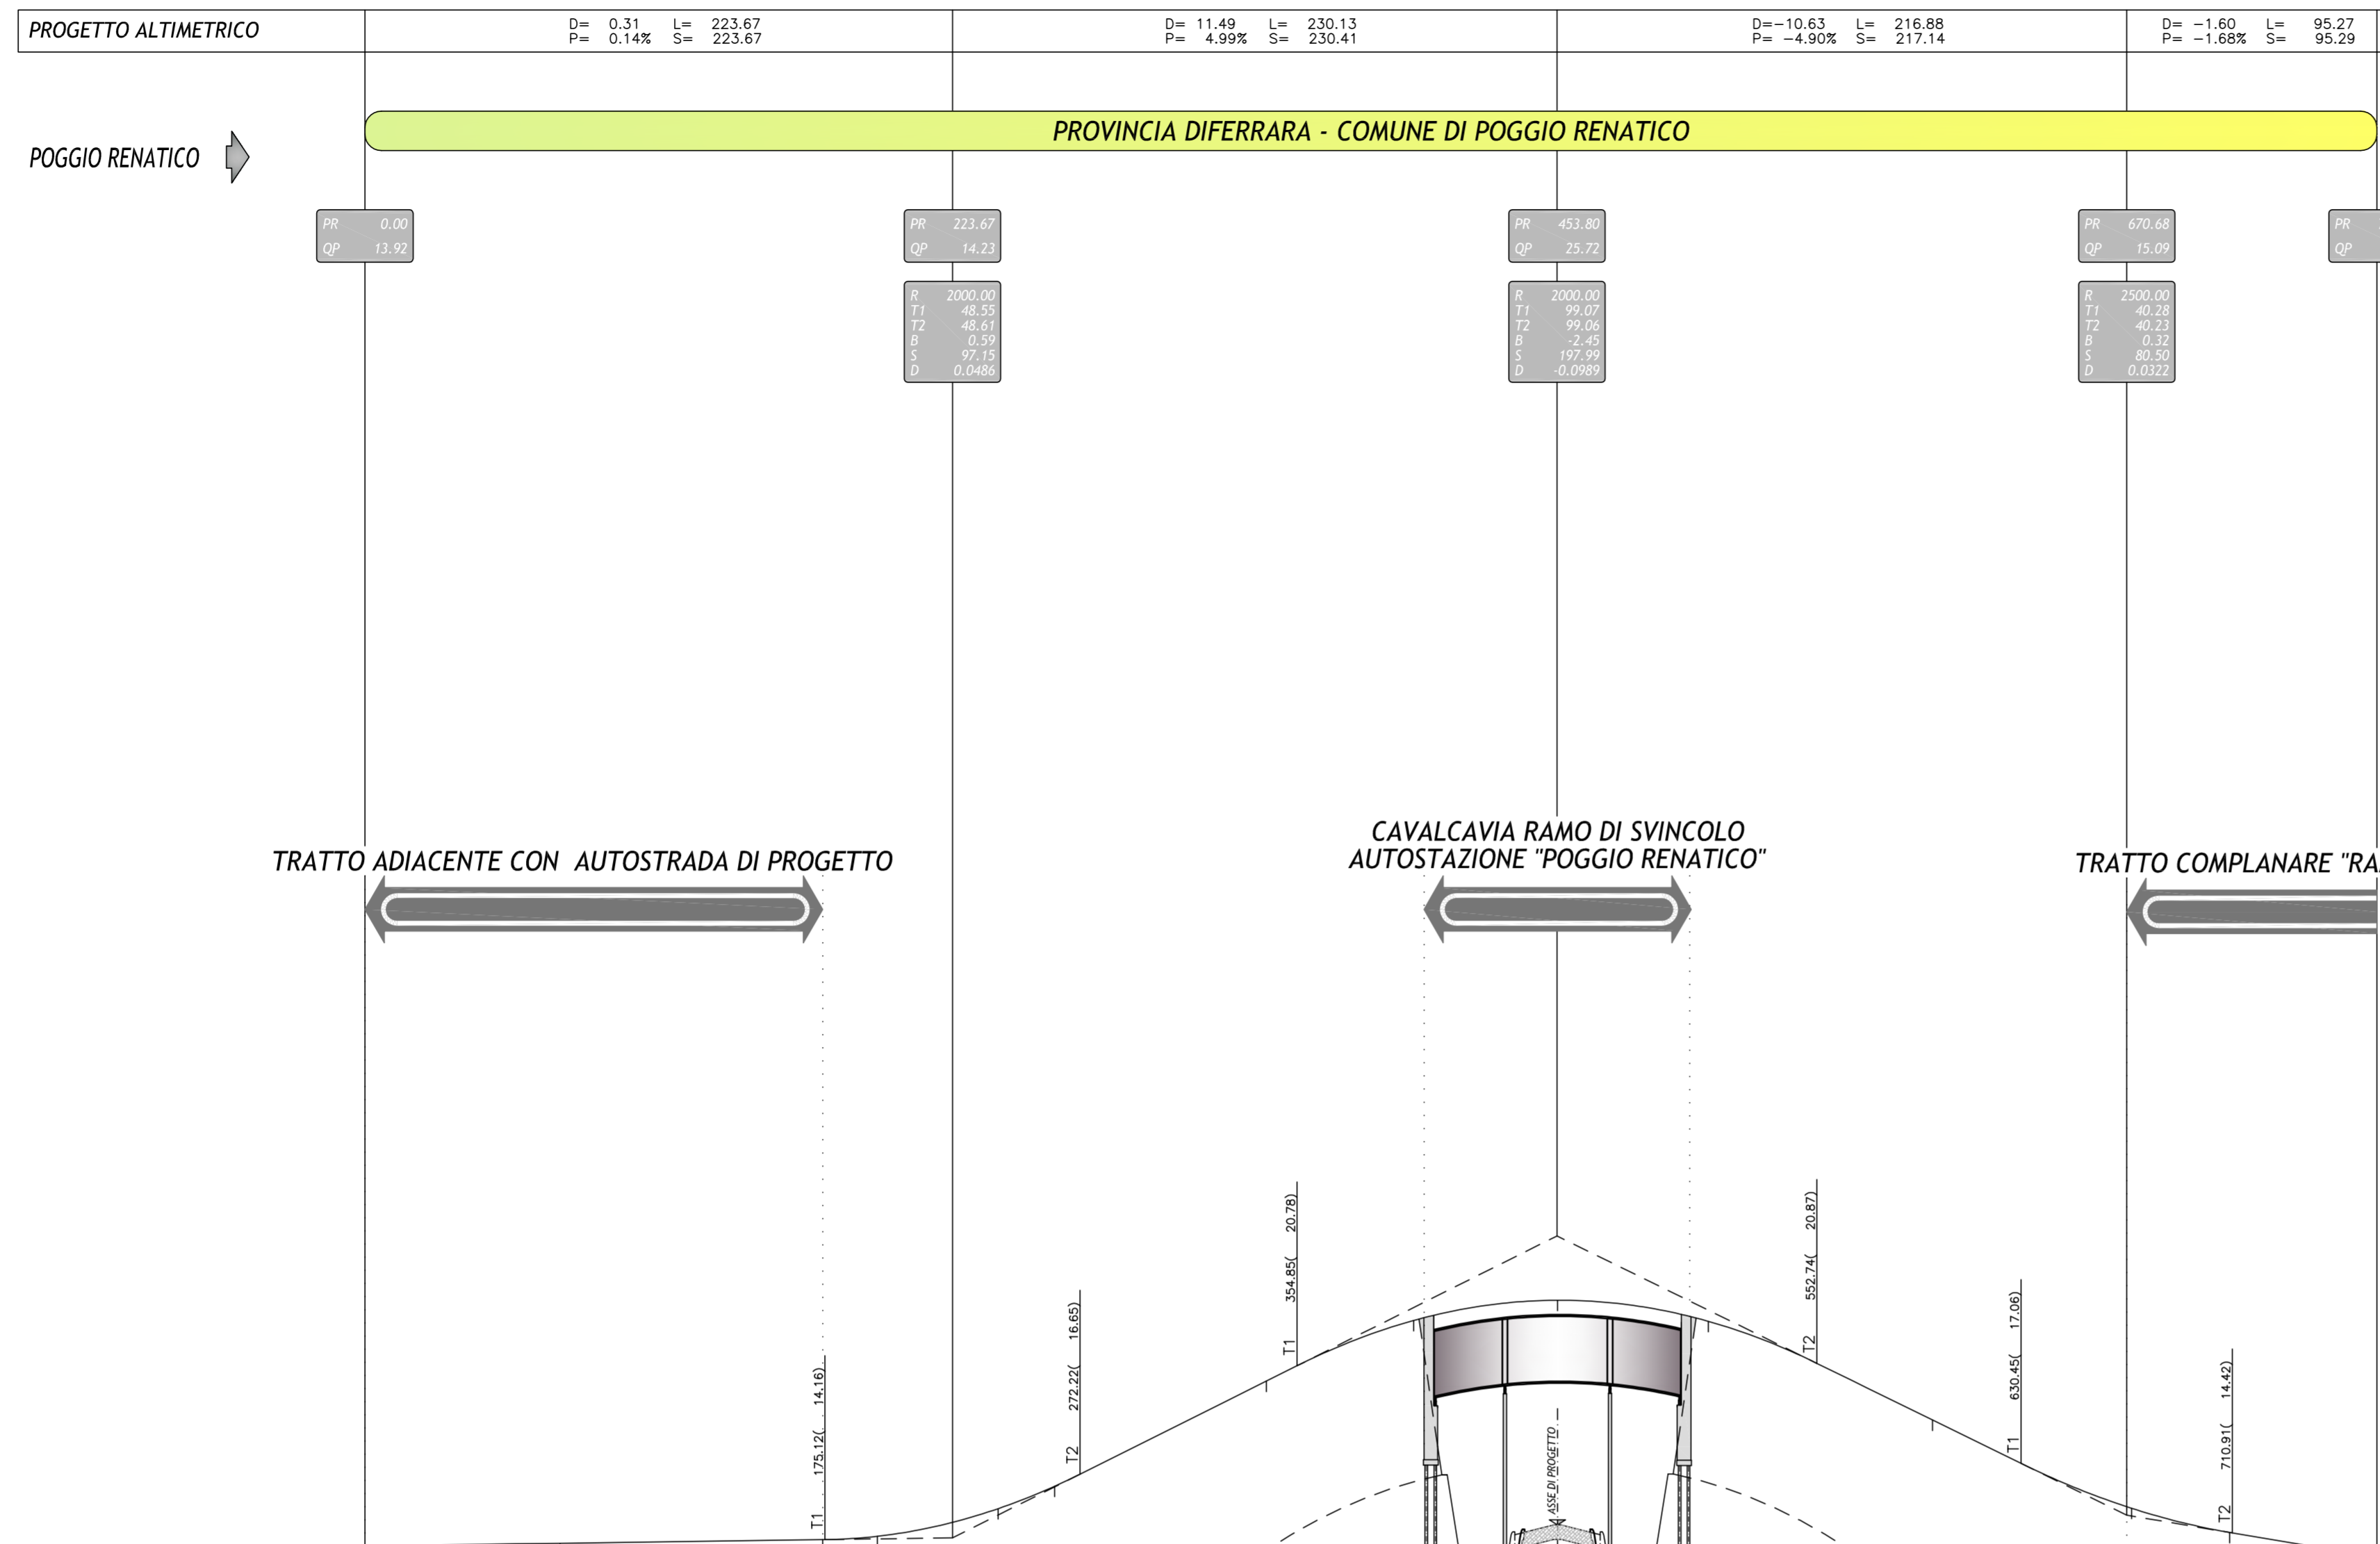 PROGETTO ALTIMETRICO
D= 0.31 L= 223.67
P= 0.14% S= 223.67
D= 11.49 L= 230.13
P= 4.99% S= 230.41
D=-10.63 L= 216.88
P= -4.90% S= 217.14
D= -1.60 L= 95.27
P= -1.68% S= 95.29
PROVINCIA DIFERRARA - COMUNE DI POGGIO RENATICO
POGGIO RENATICO
PR 0.00
QP 13.92
PR 223.67
QP 14.23
PR 453.80
QP 25.72
PR 670.68
QP 15.09
PR
QP
R 2000.00
T1 48.55
T2 48.61
B 0.59
S 97.15
D 0.0486
R 2000.00
T1 99.07
T2 99.06
B -2.45
S 197.99
D -0.0989
R 2500.00
T1 40.28
T2 40.23
B 0.32
S 80.50
D 0.0322
TRATTO ADIACENTE CON AUTOSTRADA DI PROGETTO
CAVALCAVIA RAMO DI SVINCOLO
AUTOSTAZIONE "POGGIO RENATICO"
TRATTO COMPLANARE "RA
T1 175.12( 14.16)
T2 272.22( 16.65)
T1 354.85( 20.78)
ASSE DI PROGETTO
T2 552.74( 20.87)
T1 630.45( 17.06)
T2 710.91( 14.42)